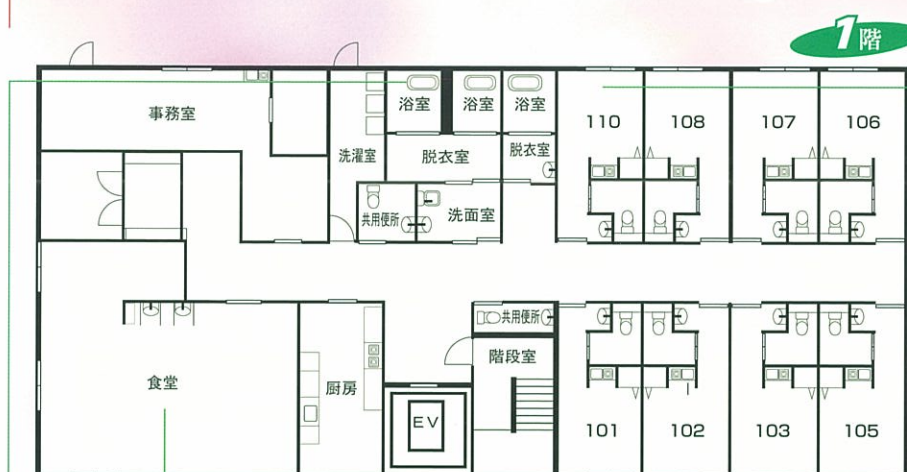 1階
事務室
浴室
浴室
浴室
110
108
107
106
洗濯室
脱衣室
脱衣室
共用便所
洗面室
共用便所
階段室
食堂
厨房
EV
101
102
103
105